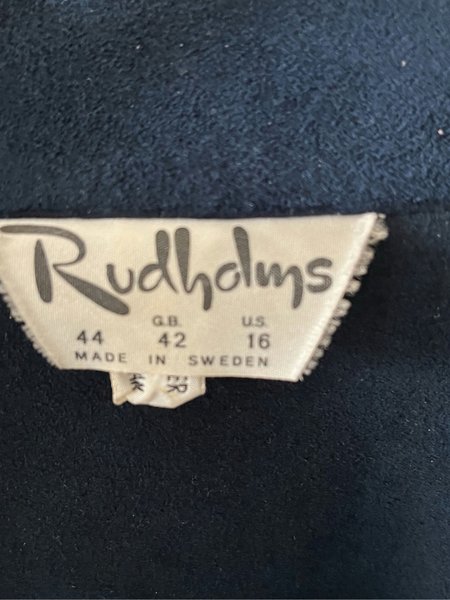 Rudholms
G.B. U.S.
44 42 16
MADE IN SWEDEN